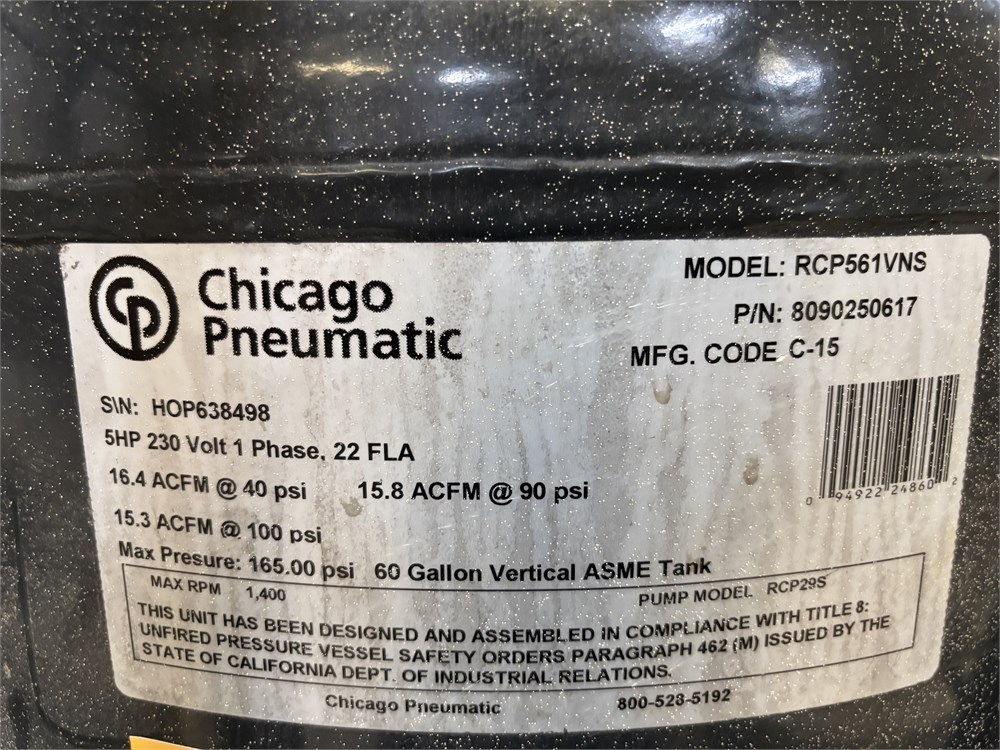 CP
Chicago
Pneumatic
MODEL: RCP561VNS
P/N: 8090250617
MFG. CODE C-15
S\N: HOP638498
5HP 230 Volt 1 Phase, 22 FLA
16.4 ACFM @ 40 psi 15.8 ACFM @ 90 psi
15.3 ACFM @ 100 psi
Max Presure: 165.00 psi 60 Gallon Vertical ASME Tank
0 94922 24860 2
MAX RPM 1,400 PUMP MODEL RCP29S
THIS UNIT HAS BEEN DESIGNED AND ASSEMBLED IN COMPLIANCE WITH TITLE 8:
UNFIRED PRESSURE VESSEL SAFETY ORDERS PARAGRAPH 462 (M) ISSUED BY THE
STATE OF CALIFORNIA DEPT. OF INDUSTRIAL RELATIONS.
Chicago Pneumatic 800-528-5192